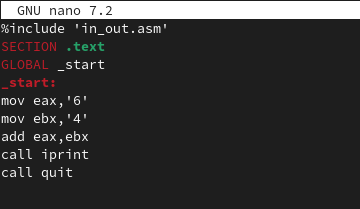 GNU nano 7.2
%include 'in_out.asm'
SECTION .text
GLOBAL _start
_start:
mov eax,'6'
mov ebx,'4'
add eax,ebx
call iprint
call quit